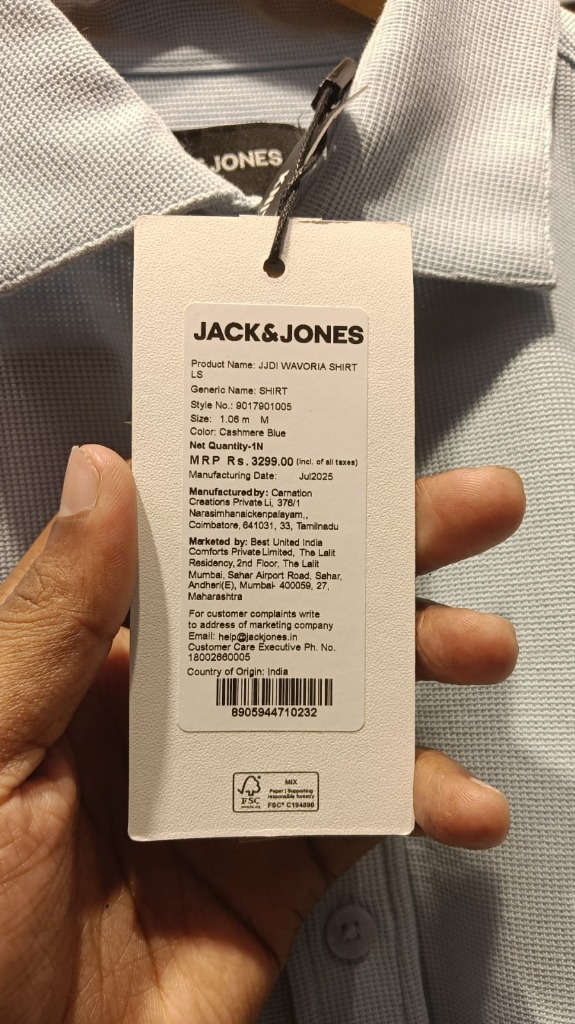 &JONES
JACK&JONES
Product Name: JJDI WAVORIA SHIRT
LS
Generic Name: SHIRT
Style No.: 9017901005
Size: 1.06 m M
Color: Cashmere Blue
Net Quantity-1N
MRP Rs. 3299.00 (incl. of all taxes)
Manufacturing Date: Jul2025
Manufactured by: Carnation
Creations Private Li, 376/1
Narasimhanaickenpalayam,,
Coimbatore, 641031, 33, Tamilnadu
Marketed by: Best United India
Comforts Private Limited, The Lalit
Residency, 2nd Floor, The Lalit
Mumbai, Sahar Airport Road, Sahar,
Andheri(E), Mumbai- 400059, 27,
Maharashtra
For customer complaints write
to address of marketing company
Email: help@jackjones.in
Customer Care Executive Ph. No.
18002660005
Country of Origin: India
8905944710232
MIX
Paper | Supporting
responsible forestry
FSC
FSC® C194890